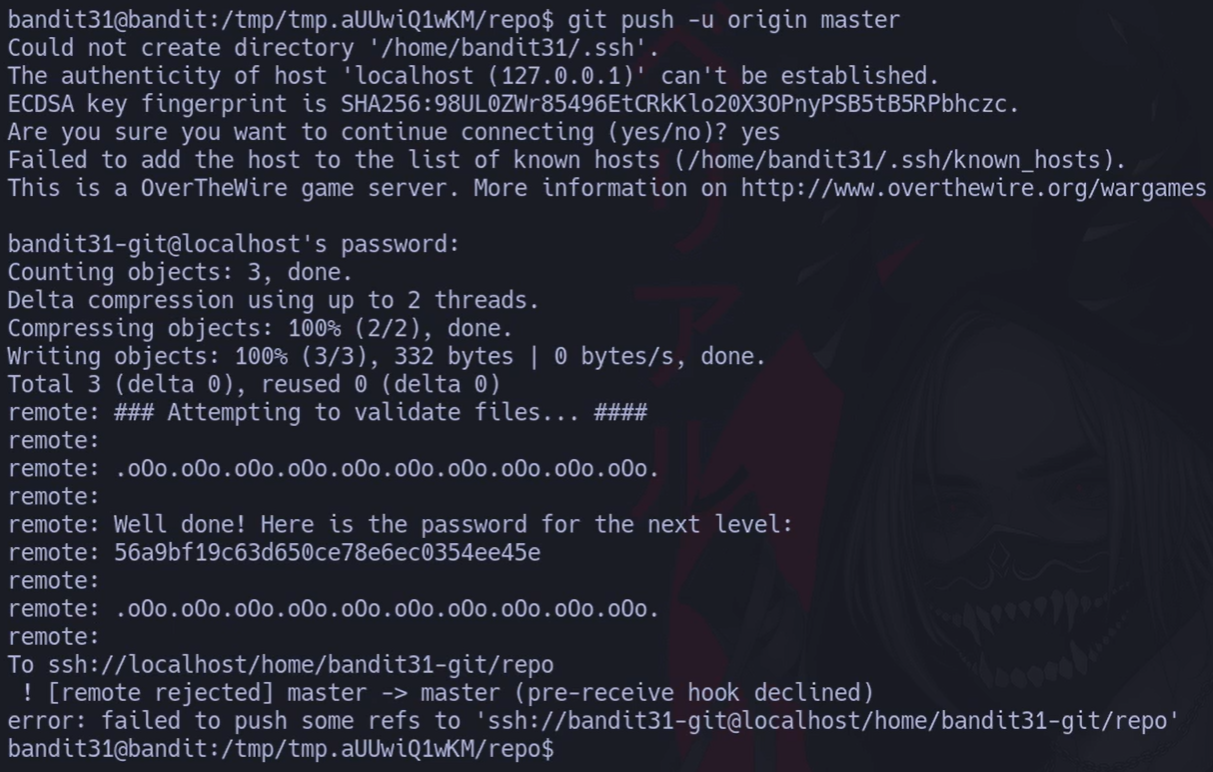 bandit31@bandit:/tmp/tmp.aUUwiQ1wKM/repo$ git push -u origin master
Could not create directory '/home/bandit31/.ssh'.
The authenticity of host 'localhost (127.0.0.1)' can't be established.
ECDSA key fingerprint is SHA256:98UL0ZWr85496EtCRkKlo20X3OPnyPSB5tB5RPbhczc.
Are you sure you want to continue connecting (yes/no)? yes
Failed to add the host to the list of known hosts (/home/bandit31/.ssh/known_hosts).
This is a OverTheWire game server. More information on http://www.overthewire.org/wargames

bandit31-git@localhost's password:
Counting objects: 3, done.
Delta compression using up to 2 threads.
Compressing objects: 100% (2/2), done.
Writing objects: 100% (3/3), 332 bytes | 0 bytes/s, done.
Total 3 (delta 0), reused 0 (delta 0)
remote: ### Attempting to validate files... ####
remote:
remote: .oOo.oOo.oOo.oOo.oOo.oOo.oOo.oOo.oOo.oOo.
remote:
remote: Well done! Here is the password for the next level:
remote: 56a9bf19c63d650ce78e6ec0354ee45e
remote:
remote: .oOo.oOo.oOo.oOo.oOo.oOo.oOo.oOo.oOo.oOo.
remote:
To ssh://localhost/home/bandit31-git/repo
 ! [remote rejected] master -> master (pre-receive hook declined)
error: failed to push some refs to 'ssh://bandit31-git@localhost/home/bandit31-git/repo'
bandit31@bandit:/tmp/tmp.aUUwiQ1wKM/repo$